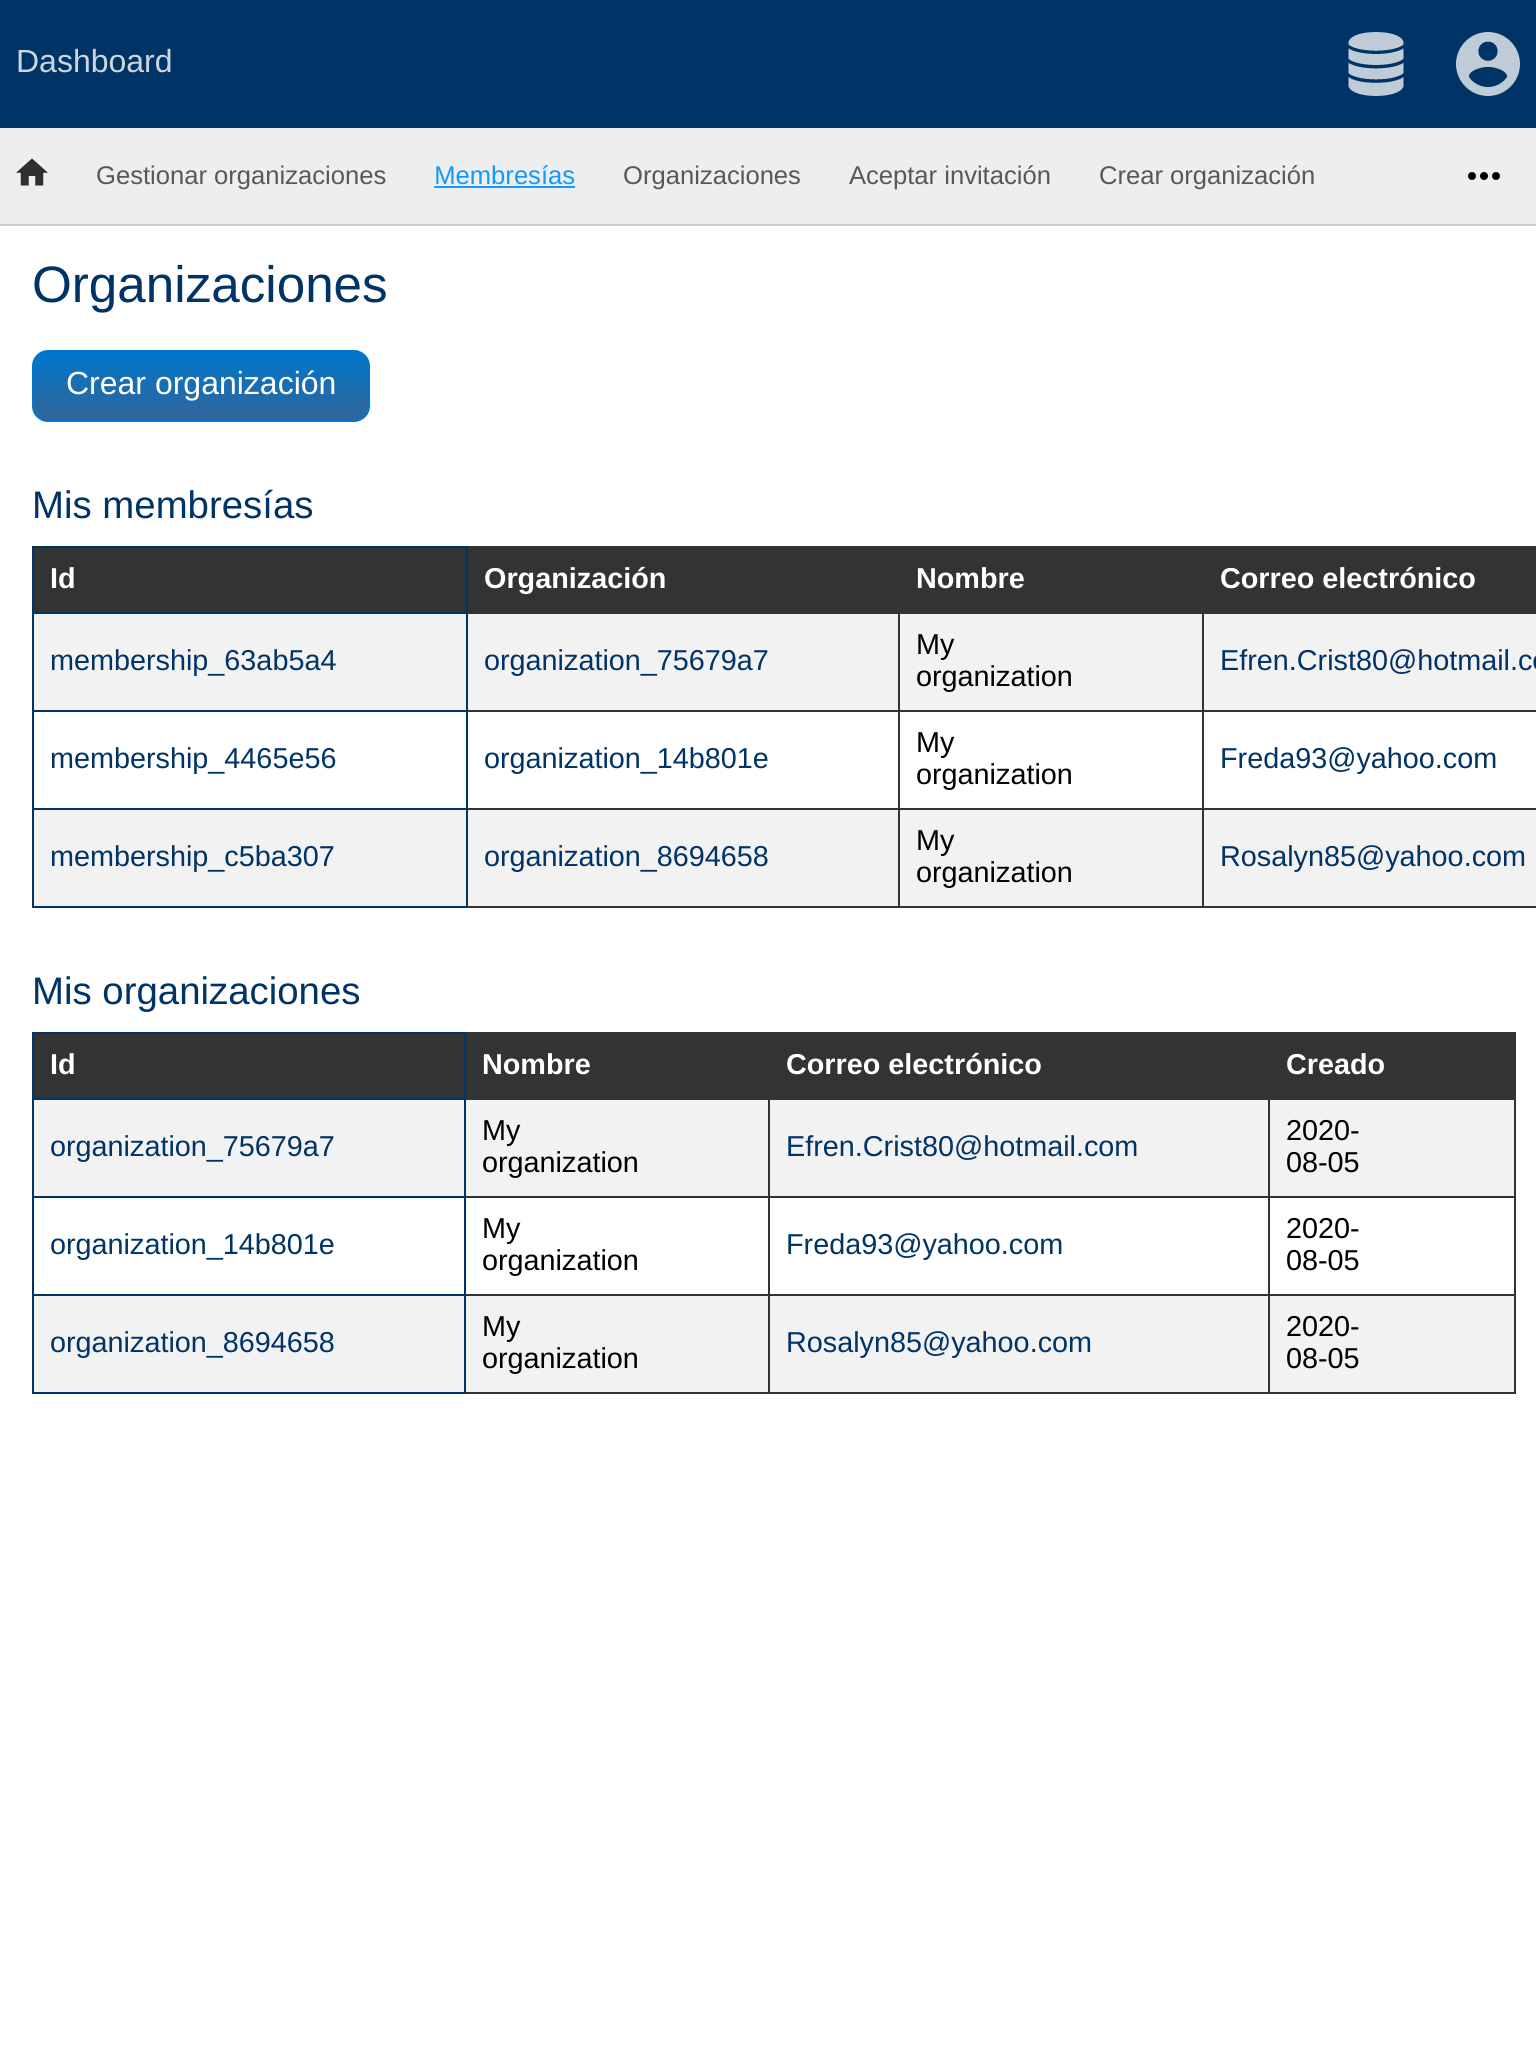 Dashboard
Gestionar organizaciones Membresías Organizaciones Aceptar invitación Crear organización
Organizaciones
Crear organización
Mis membresías
Id Organización Nombre Correo electrónico
membership_63ab5a4 organization_75679a7 My organization Efren.Crist80@hotmail.c
membership_4465e56 organization_14b801e My organization Freda93@yahoo.com
membership_c5ba307 organization_8694658 My organization Rosalyn85@yahoo.com
Mis organizaciones
Id Nombre Correo electrónico Creado
organization_75679a7 My organization Efren.Crist80@hotmail.com 2020-08-05
organization_14b801e My organization Freda93@yahoo.com 2020-08-05
organization_8694658 My organization Rosalyn85@yahoo.com 2020-08-05